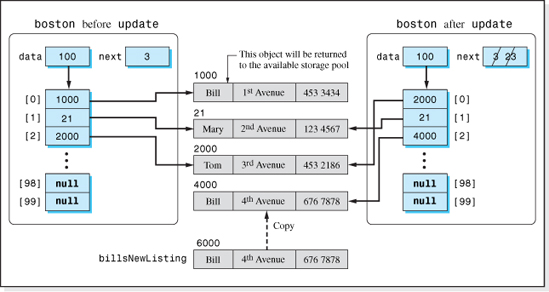 boston before update
boston after update
data 100 next 3
This object will be returned
to the available storage pool
data 100 next 3 23
1000
[0] 1000
Bill 1st Avenue 453 3434
2000 [0]
21
[1] 21
Mary 2nd Avenue 123 4567
21 [1]
[2] 2000
4000 [2]
2000
Tom 3rd Avenue 453 2186
4000
[98] null
Bill 4th Avenue 676 7878
null [98]
[99] null
null [99]
Copy
6000
billsNewListing Bill 4th Avenue 676 7878